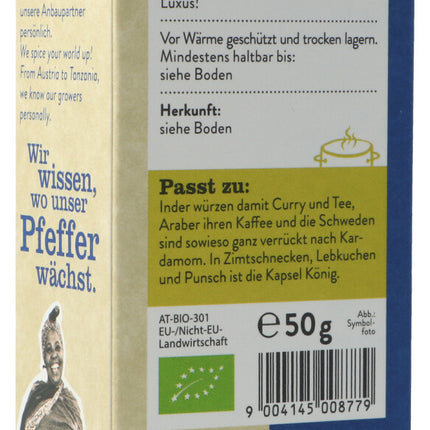 unsere Anbaupartner
persönlich.
We spice your world up!
From Austria to Tanzania,
we know our growers
personally.
Wir
wissen,
wo unser
Pfeffer
wächst.
Luxus!
Vor Wärme geschützt und trocken lagern.
Mindestens haltbar bis:
siehe Boden
Herkunft:
siehe Boden
Passt zu:
Inder würzen damit Curry und Tee,
Araber ihren Kaffee und die Schweden
sind sowieso ganz verrückt nach Kar-
damom. In Zimtschnecken, Lebkuchen
und Punsch ist die Kapsel König.
AT-BIO-301
EU-/Nicht-EU-
Landwirtschaft
℮ 50 g
Abb.:
Symbol-
foto
9 004145 008779